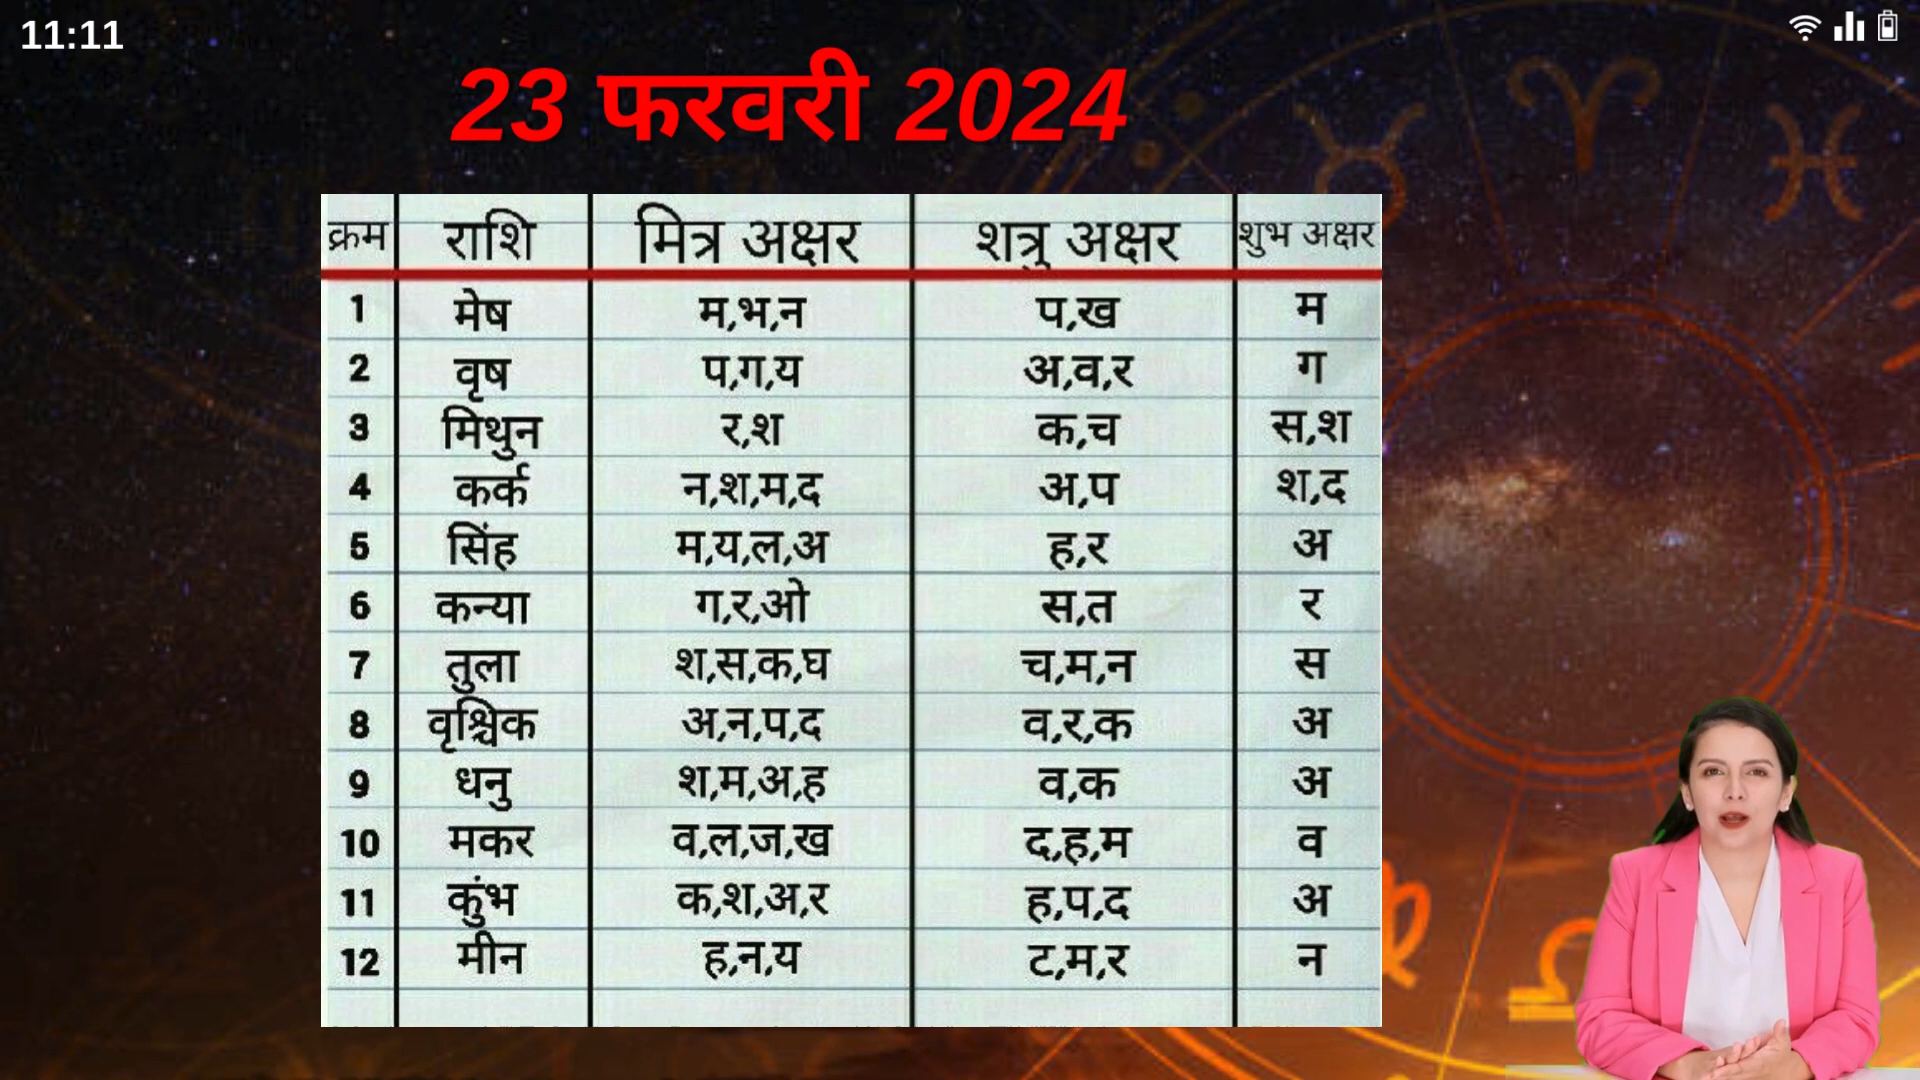 11:11
23 फरवरी 2024
क्रम राशि मित्र अक्षर शत्रु अक्षर शुभ अक्षर
1 मेष म,भ,न प,ख म
2 वृष प,ग,य अ,व,र ग
3 मिथुन र,श क,च स,श
4 कर्क न,श,म,द अ,प श,द
5 सिंह म,य,ल,अ ह,र अ
6 कन्या ग,र,ओ स,त र
7 तुला श,स,क,घ च,म,न स
8 वृश्चिक अ,न,प,द व,र,क अ
9 धनु श,म,अ,ह व,क अ
10 मकर व,ल,ज,ख द,ह,म व
11 कुंभ क,श,अ,र ह,प,द अ
12 मीन ह,न,य ट,म,र न